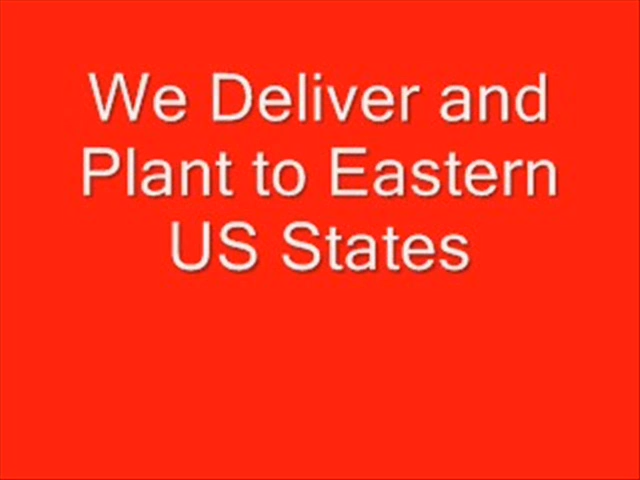 We Deliver and
Plant to Eastern
US States